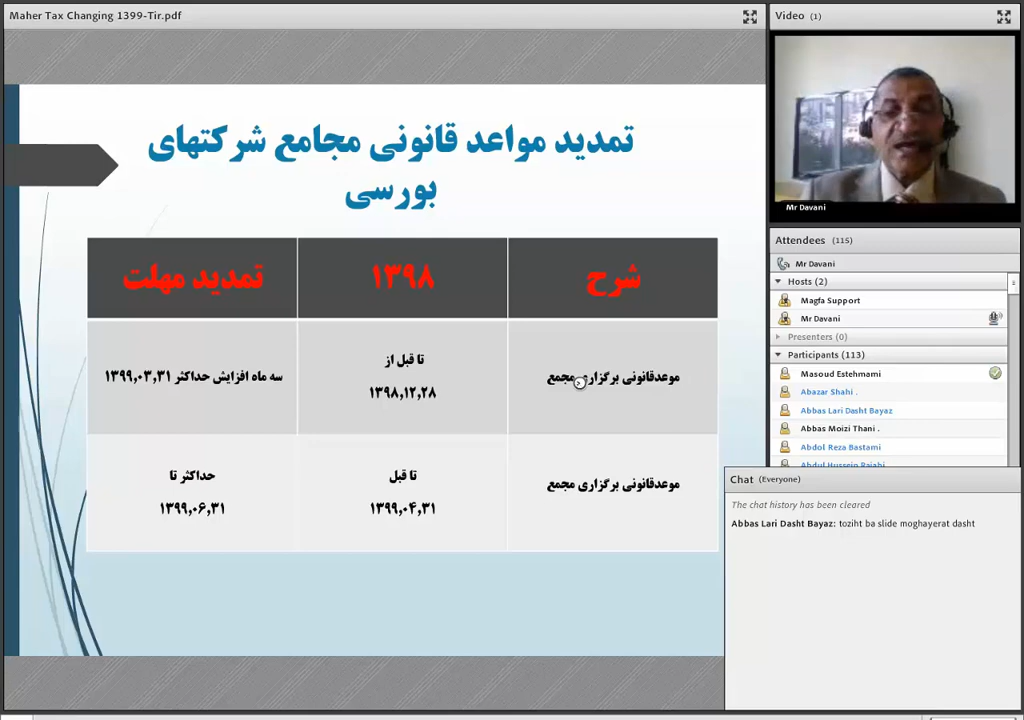 Maher Tax Changing 1399-Tir.pdf
تمدید مواعد قانونی مجامع شرکتهای
بورسی
شرح
۱۳۹۸
تمدید مهلت
موعدقانونی برگزاری مجمع
تا قبل از
۱۳۹۸,۱۲,۲۸
سه ماه افزایش حداکثر ۱۳۹۹,۰۳,۳۱
موعدقانونی برگزاری مجمع
تا قبل
۱۳۹۹,۰۴,۳۱
حداکثر تا
۱۳۹۹,۰۶,۳۱
Video (1)
Mr Davani
Attendees (115)
Mr Davani
Hosts (2)
Magfa Support
Mr Davani
Presenters (0)
Participants (113)
Masoud Estehmami
Abazar Shahi .
Abbas Lari Dasht Bayaz
Abbas Moizi Thani .
Abdol Reza Bastami
Abdul Hussein Rajabi
Chat (Everyone)
The chat history has been cleared
Abbas Lari Dasht Bayaz: toziht ba slide moghayerat dasht